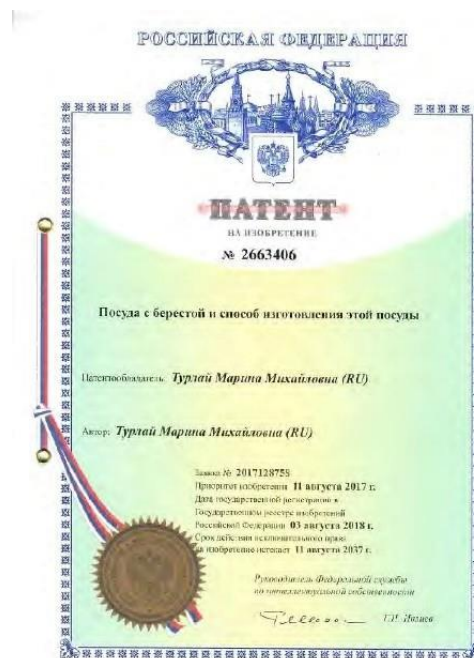 РОССИЙСКАЯ ФЕДЕРАЦИЯ
ПАТЕНТ
НА ИЗОБРЕТЕНИЕ
№ 2663406
Посуда с берестой и способ изготовления этой посуды
Патентообладатель: Турлай Марина Михайловна (RU)
Автор: Турлай Марина Михайловна (RU)
Заявка № 2017128758
Приоритет изобретения 11 августа 2017 г.
Дата государственной регистрации в
Государственном реестре изобретений
Российской Федерации 03 августа 2018 г.
Срок действия исключительного права
на изобретение истекает 11 августа 2037 г.
Руководитель Федеральной службы
по интеллектуальной собственности
Г.П. Ивлиев